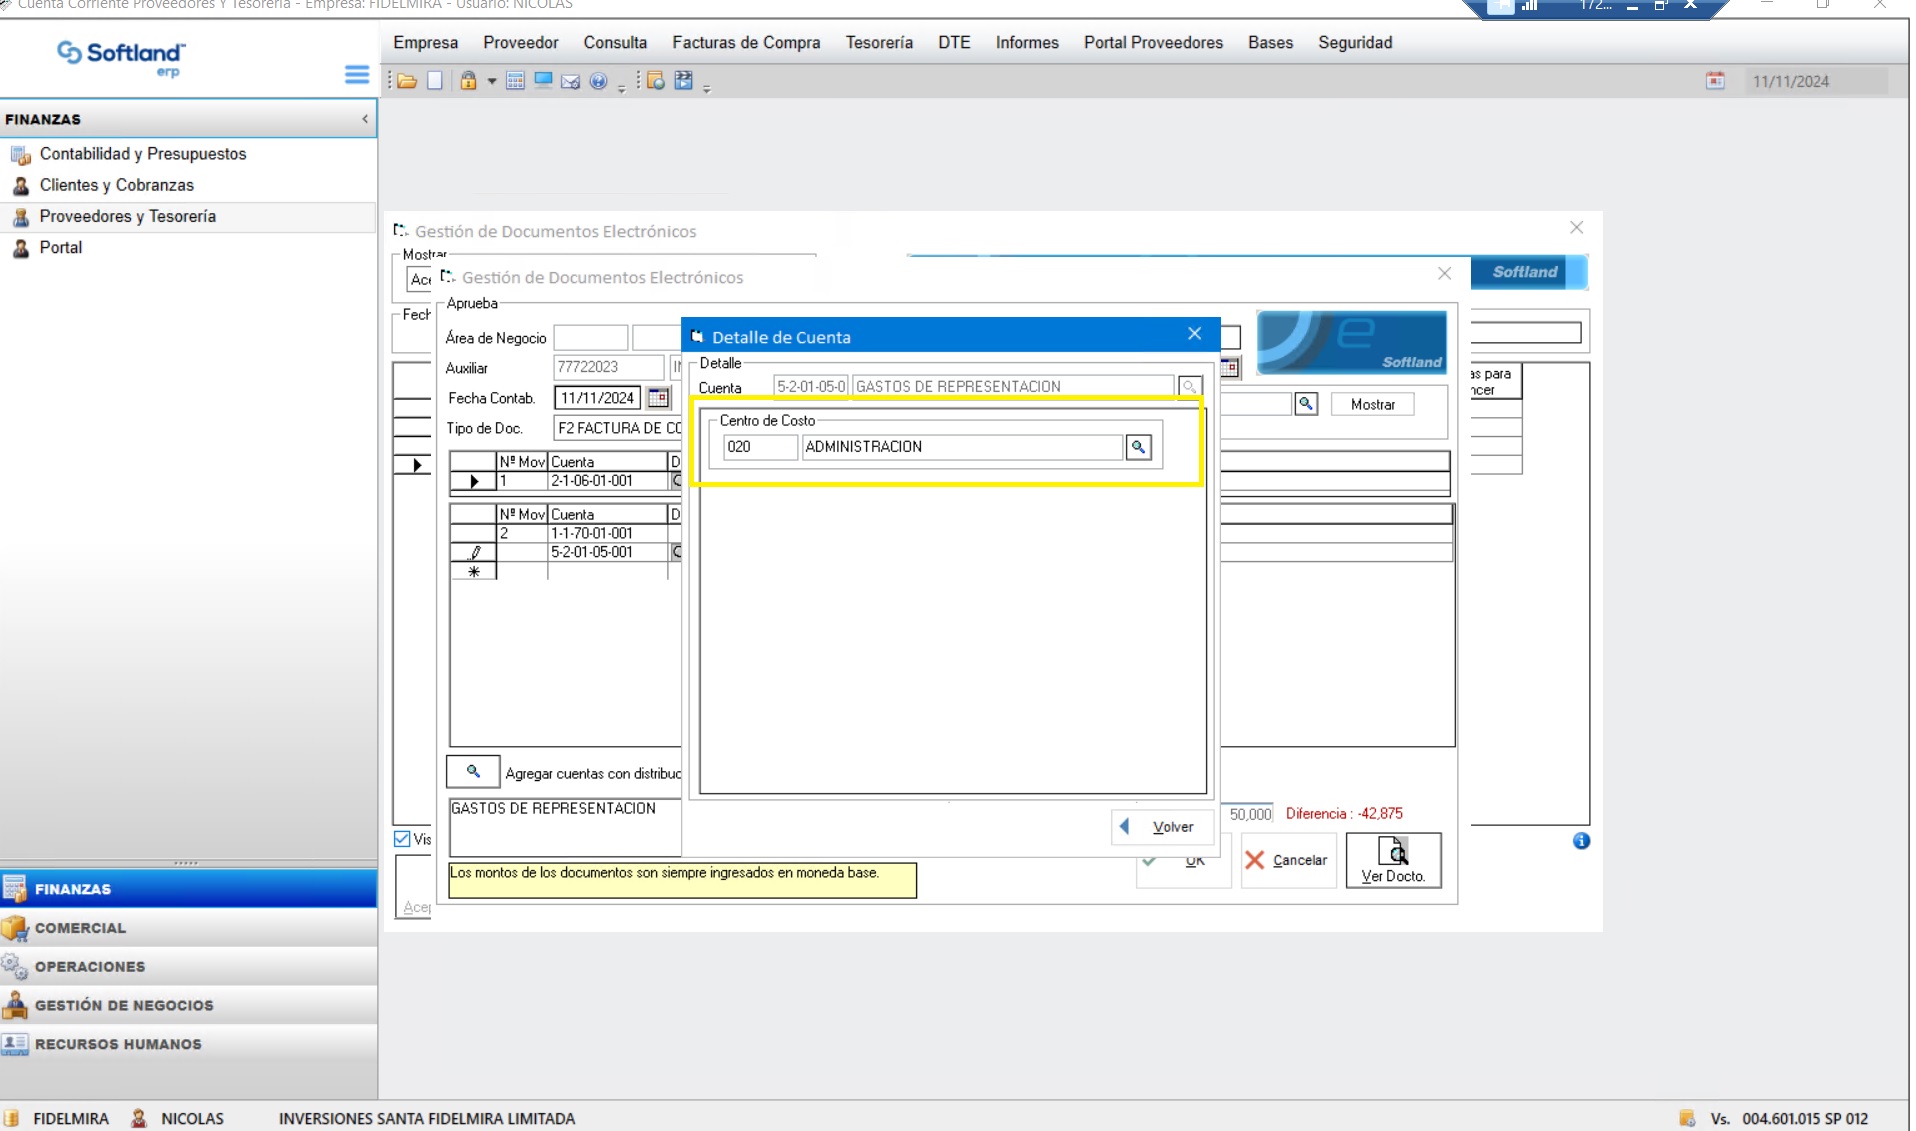 Cuenta Corriente Proveedores Y Tesorería - Empresa: FIDELMIRA - Usuario: NICOLAS
172...
Softland
erp
Empresa Proveedor Consulta Facturas de Compra Tesorería DTE Informes Portal Proveedores Bases Seguridad
11/11/2024
FINANZAS
Contabilidad y Presupuestos
Clientes y Cobranzas
Proveedores y Tesorería
Portal
Gestión de Documentos Electrónicos
Mostrar
Softland
Gestión de Documentos Electrónicos
Aprueba
Área de Negocio
Detalle de Cuenta
e
Softland
Auxiliar 77722023
Detalle
Cuenta 5-2-01-05-0 GASTOS DE REPRESENTACION
Fecha Contab. 11/11/2024
Mostrar
Centro de Costo
020 ADMINISTRACION
Tipo de Doc. F2 FACTURA DE CO
as para
ncer
Nº Mov Cuenta D
1 2-1-06-01-001
Nº Mov Cuenta D
2 1-1-70-01-001
5-2-01-05-001
Agregar cuentas con distribuc
GASTOS DE REPRESENTACION
50,000 Diferencia : -42,875
Volver
Vis
OK Cancelar Ver Docto.
Los montos de los documentos son siempre ingresados en moneda base.
Acep
FINANZAS
COMERCIAL
OPERACIONES
GESTIÓN DE NEGOCIOS
RECURSOS HUMANOS
FIDELMIRA NICOLAS INVERSIONES SANTA FIDELMIRA LIMITADA Vs. 004.601.015 SP 012